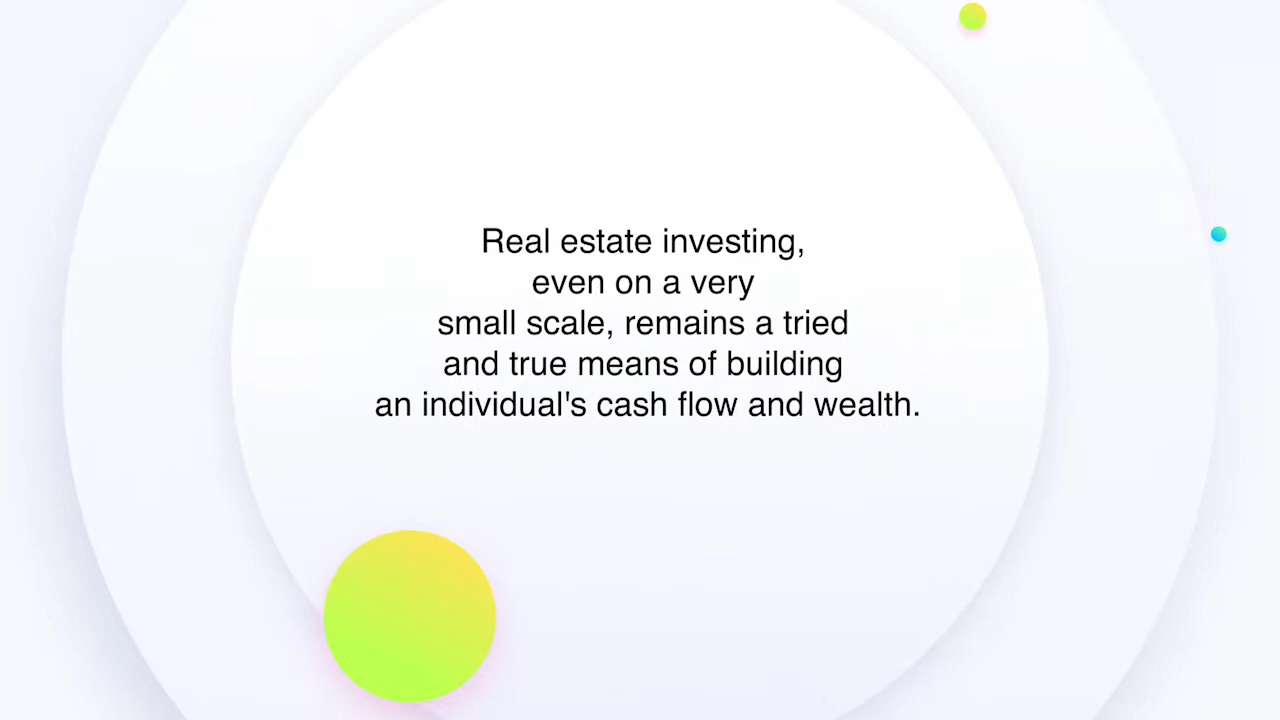 Real estate investing,
even on a very
small scale, remains a tried
and true means of building
an individual's cash flow and wealth.